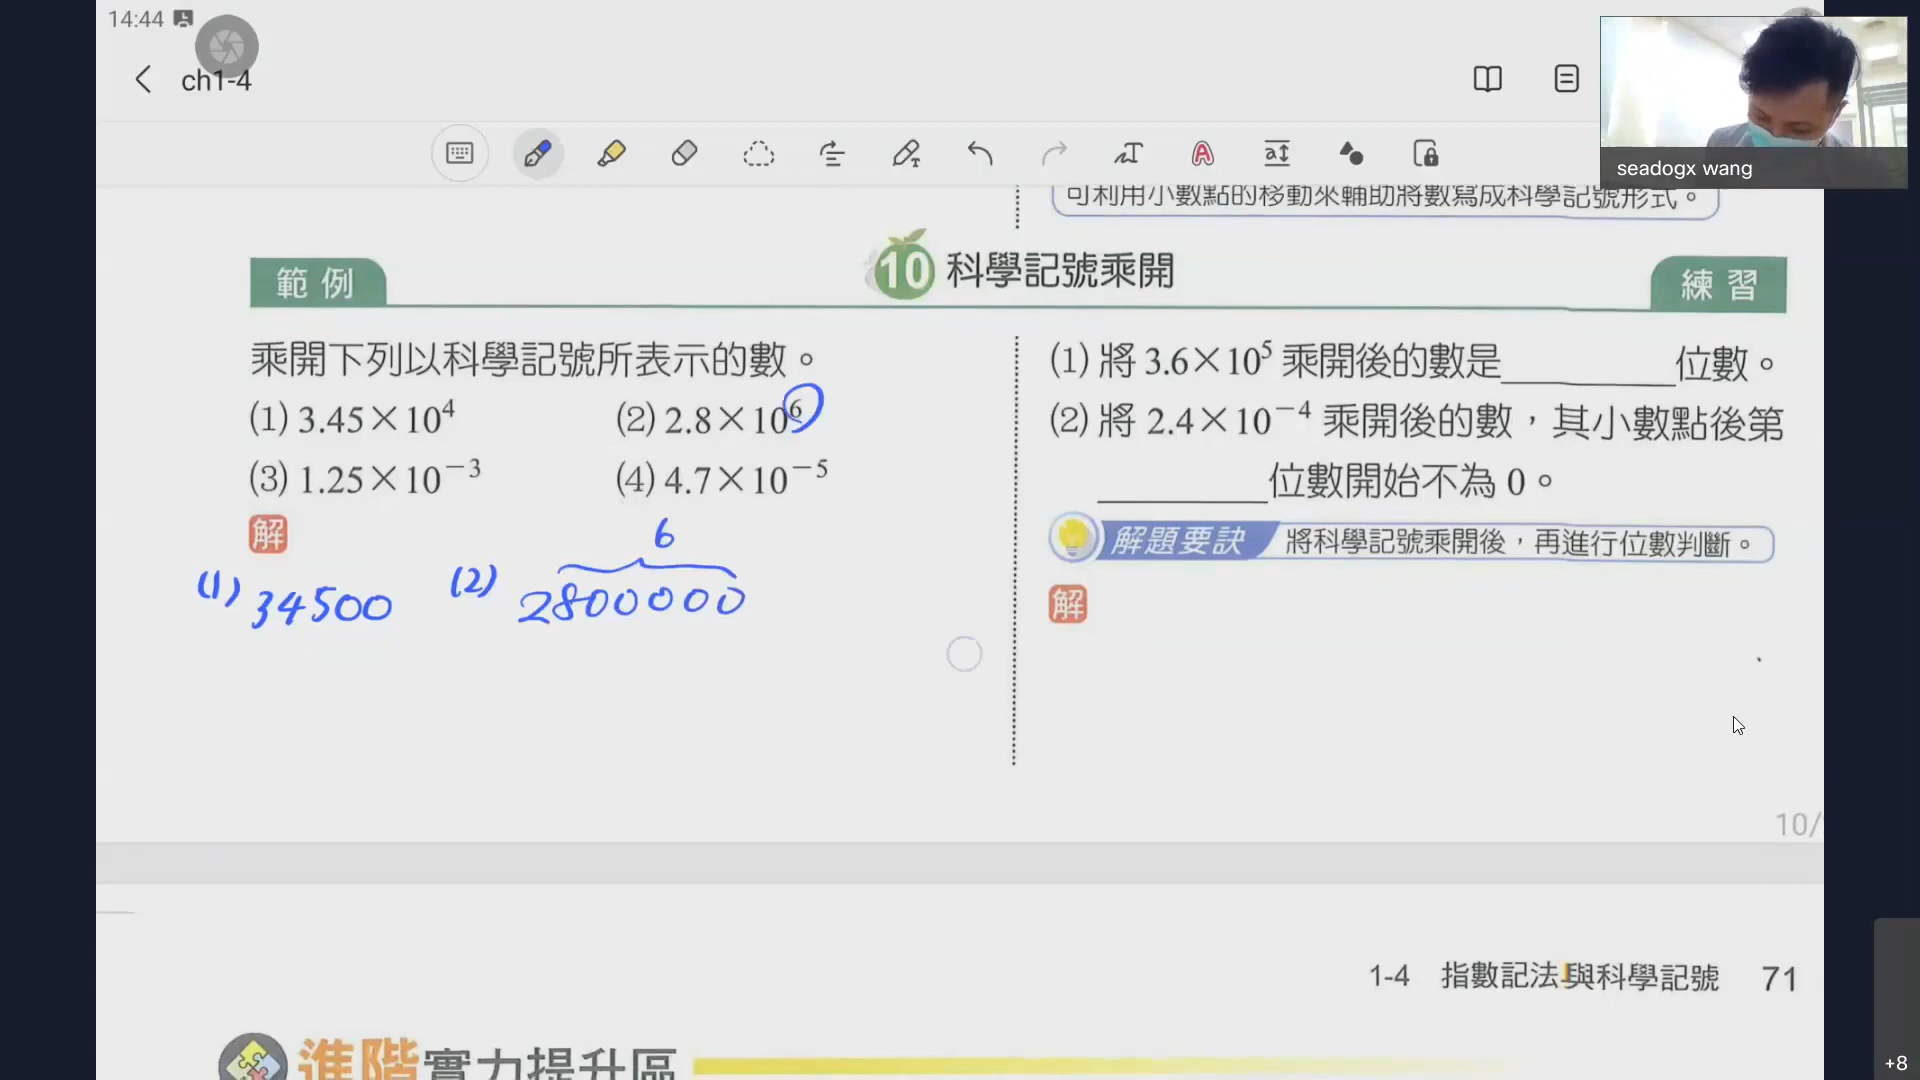 14:44
ch1-4
seadogx wang
可利用小數點的移動來輔助將數寫成科學記號形式。
範例
10 科學記號乘開
練習
乘開下列以科學記號所表示的數。
(1) 3.45×10⁴ (2) 2.8×10⁶
(3) 1.25×10⁻³ (4) 4.7×10⁻⁵
解
6
(1) 34500 (2) 2800000
(1) 將 3.6×10⁵ 乘開後的數是________位數。
(2) 將 2.4×10⁻⁴ 乘開後的數，其小數點後第
________位數開始不為 0。
解題要訣 將科學記號乘開後，再進行位數判斷。
解
10/
1-4 指數記法與科學記號 71
進階實力提升區
+8